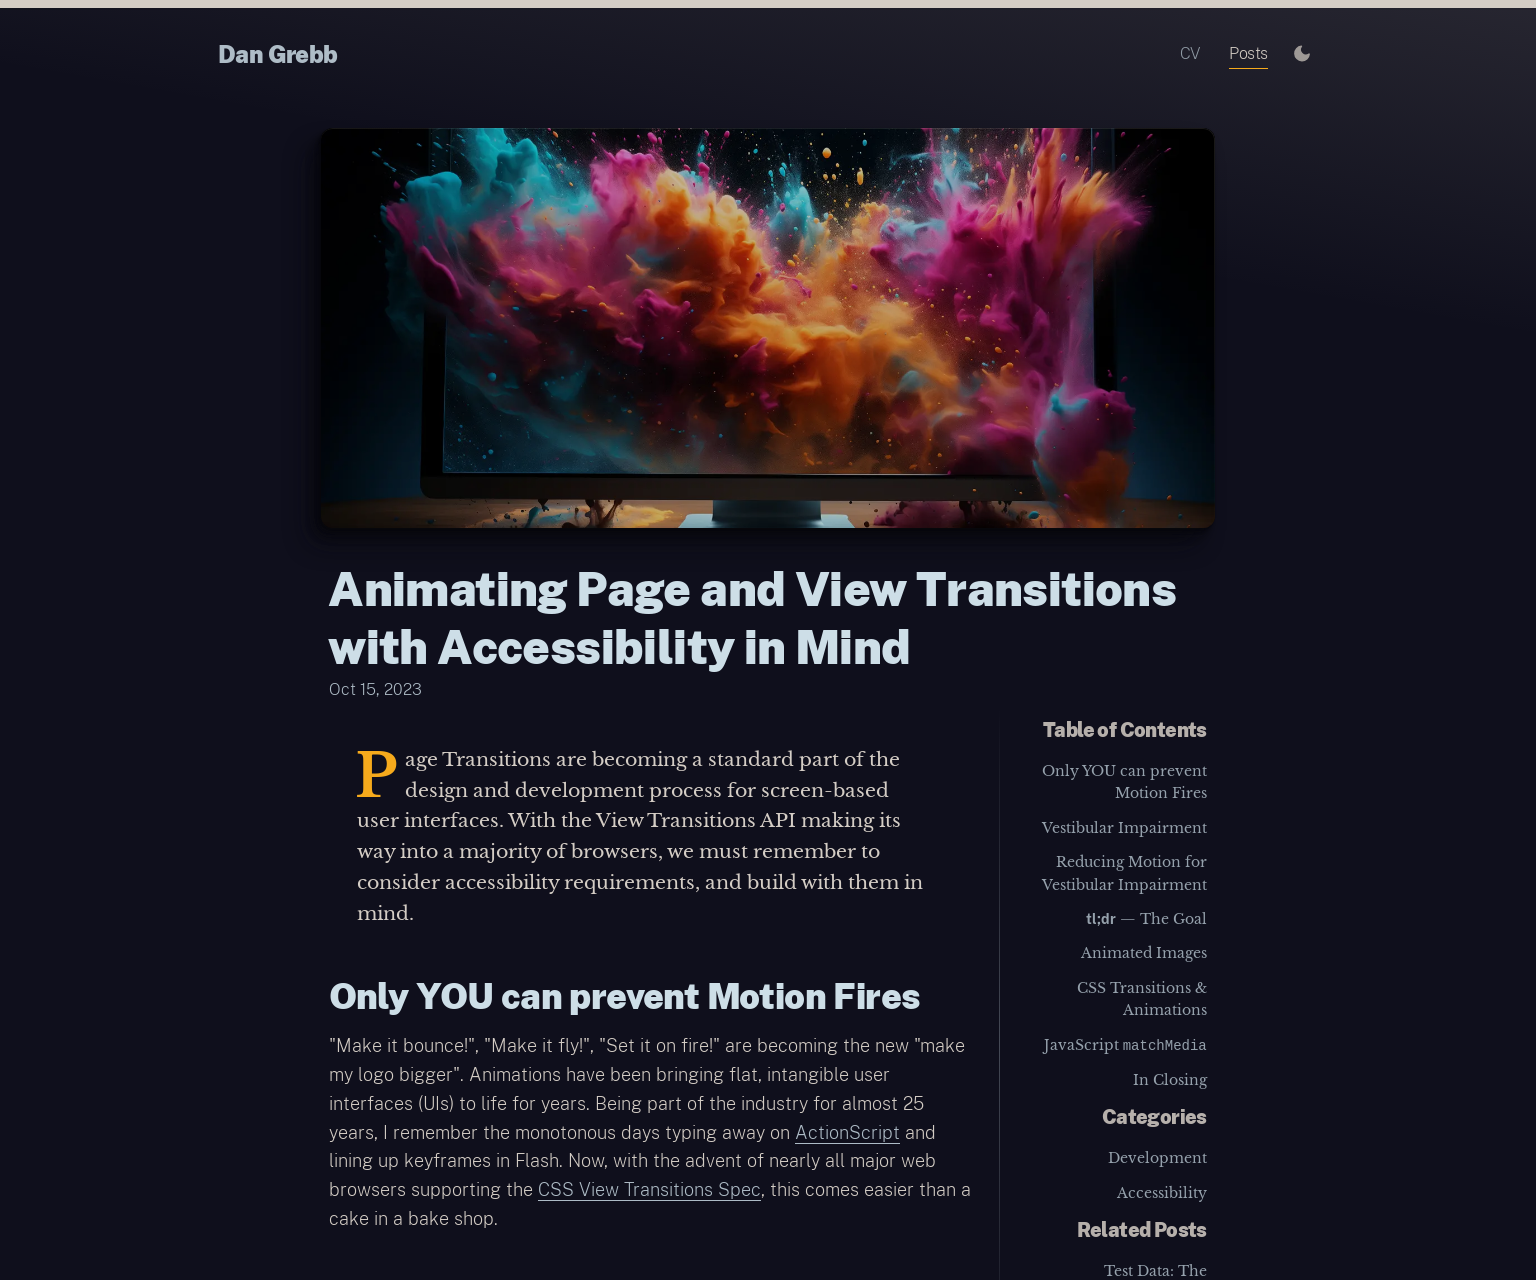 Dan Grebb
CV
Posts
Animating Page and View Transitions
with Accessibility in Mind
Oct 15, 2023
Page Transitions are becoming a standard part of the
design and development process for screen-based
user interfaces. With the View Transitions API making its
way into a majority of browsers, we must remember to
consider accessibility requirements, and build with them in
mind.
Only YOU can prevent Motion Fires
"Make it bounce!", "Make it fly!", "Set it on fire!" are becoming the new "make
my logo bigger". Animations have been bringing flat, intangible user
interfaces (UIs) to life for years. Being part of the industry for almost 25
years, I remember the monotonous days typing away on ActionScript and
lining up keyframes in Flash. Now, with the advent of nearly all major web
browsers supporting the CSS View Transitions Spec, this comes easier than a
cake in a bake shop.
Table of Contents
Only YOU can prevent
Motion Fires
Vestibular Impairment
Reducing Motion for
Vestibular Impairment
tl;dr — The Goal
Animated Images
CSS Transitions &
Animations
JavaScript matchMedia
In Closing
Categories
Development
Accessibility
Related Posts
Test Data: The